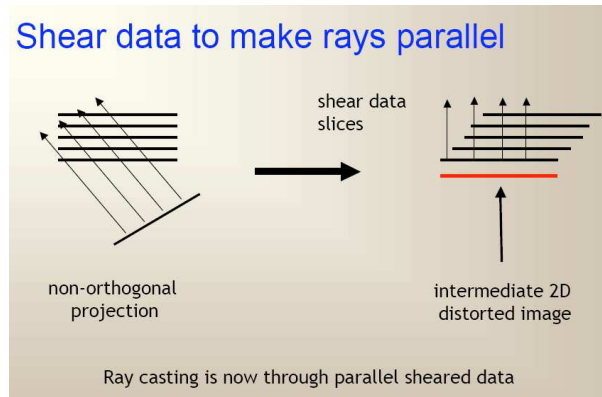 Shear data to make rays parallel
shear data
slices
non-orthogonal
projection
intermediate 2D
distorted image
Ray casting is now through parallel sheared data